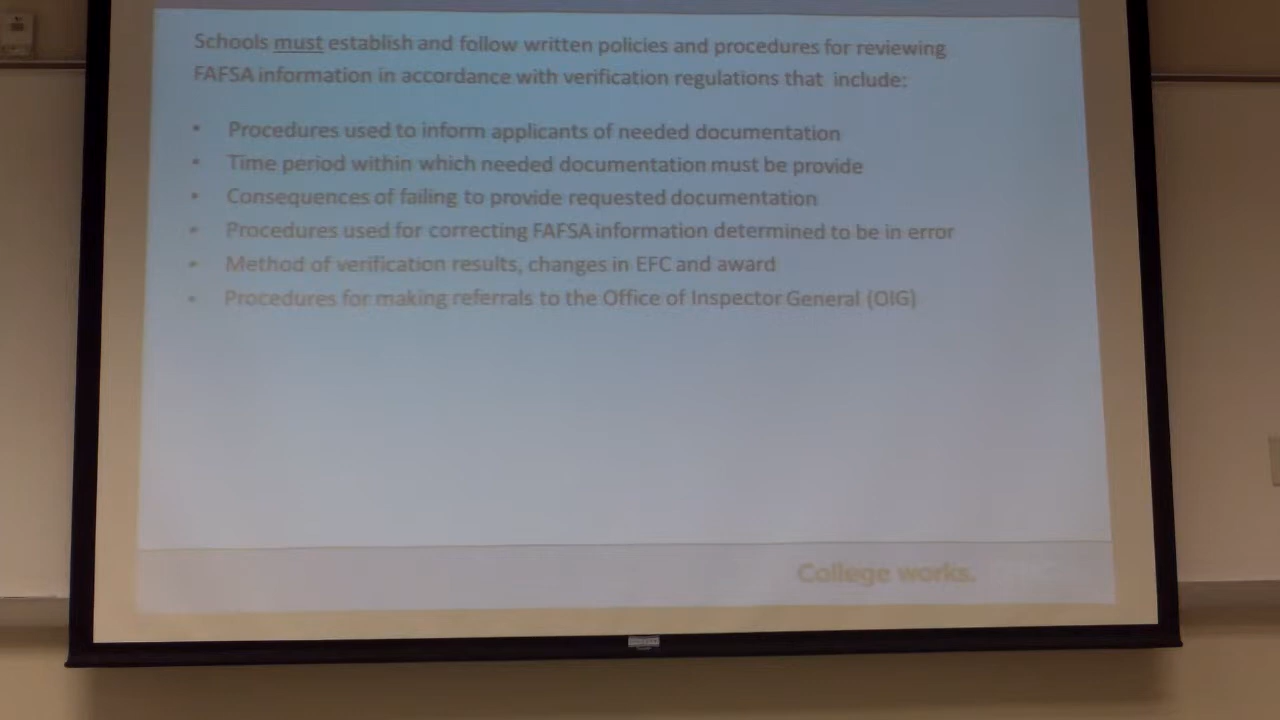 Schools must establish and follow written policies and procedures for reviewing
FAFSA information in accordance with verification regulations that include:
• Procedures used to inform applicants of needed documentation
• Time period within which needed documentation must be provide
• Consequences of failing to provide requested documentation
• Procedures used for correcting FAFSA information determined to be in error
• Method of verification results, changes in EFC and award
• Procedures for making referrals to the Office of Inspector General (OIG)
College works.